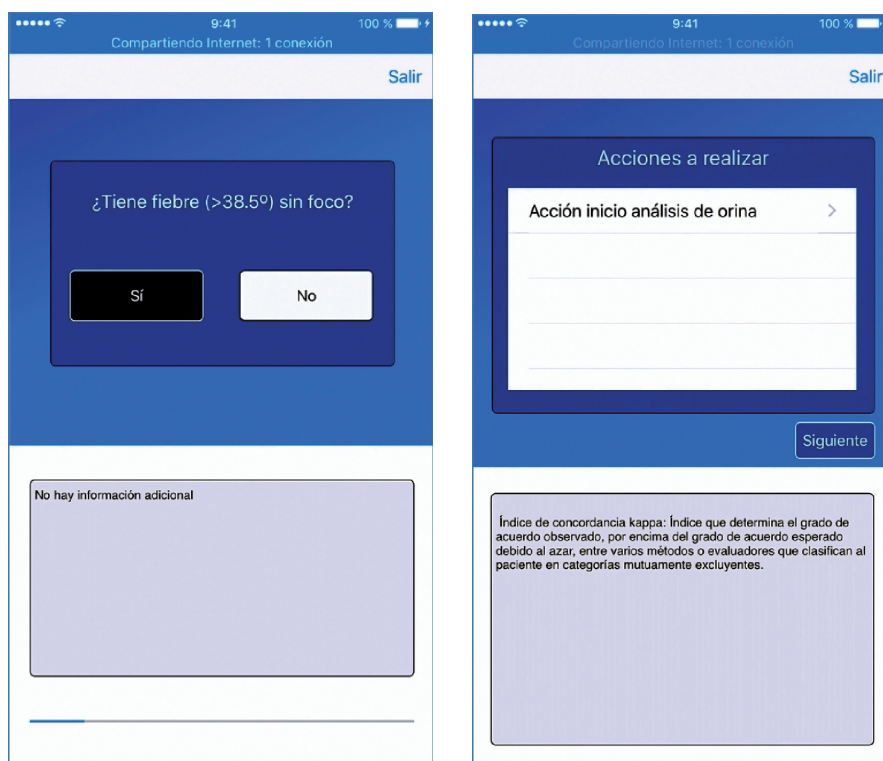 9:41
100 %
Compartiendo Internet: 1 conexión
Salir
¿Tiene fiebre (>38.5º) sin foco?
Sí
No
No hay información adicional
9:41
100 %
Compartiendo Internet: 1 conexión
Salir
Acciones a realizar
Acción inicio análisis de orina
Siguiente
Índice de concordancia kappa: Índice que determina el grado de
acuerdo observado, por encima del grado de acuerdo esperado
debido al azar, entre varios métodos o evaluadores que clasifican al
paciente en categorías mutuamente excluyentes.